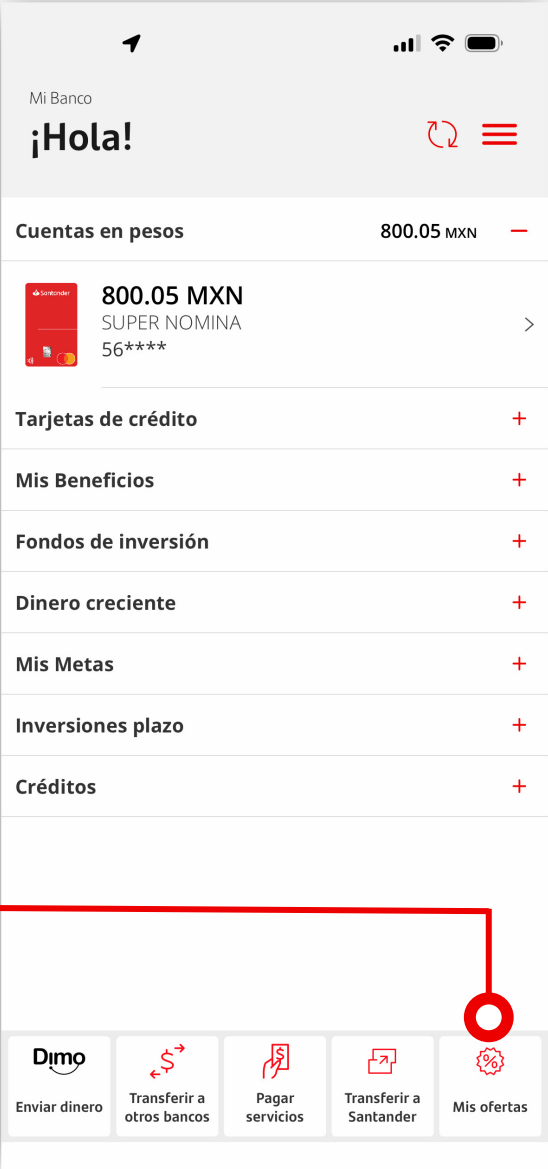 Mi Banco
¡Hola!
Cuentas en pesos 800.05 MXN
Santander
800.05 MXN
SUPER NOMINA
56****
Tarjetas de crédito
Mis Beneficios
Fondos de inversión
Dinero creciente
Mis Metas
Inversiones plazo
Créditos
Dimo
Enviar dinero
Transferir a
otros bancos
Pagar
servicios
Transferir a
Santander
Mis ofertas